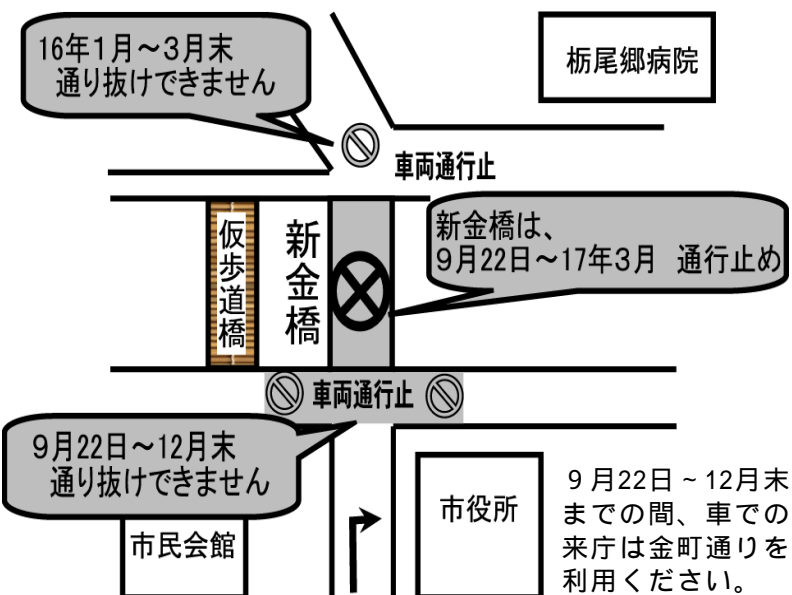 16年1月～3月末
通り抜けできません
栃尾郷病院
車両通行止
仮歩道橋
新金橋
新金橋は、
9月22日～17年3月 通行止め
車両通行止
9月22日～12月末
通り抜けできません
市民会館
市役所
９月22日～12月末
までの間、車での
来庁は金町通りを
利用ください。